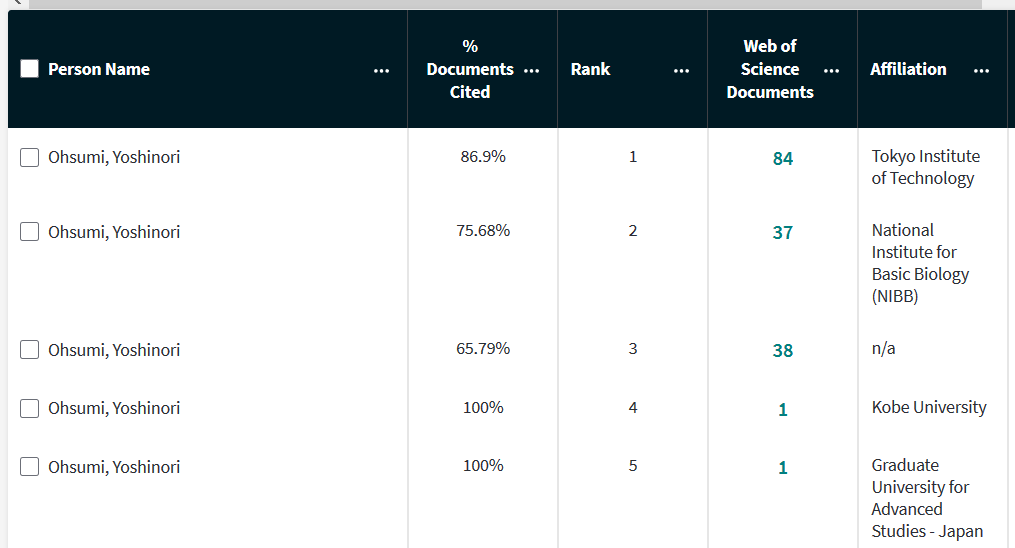 Person Name ... % Documents Cited ... Rank ... Web of Science Documents ... Affiliation ...
Ohsumi, Yoshinori 86.9% 1 84 Tokyo Institute
of Technology
Ohsumi, Yoshinori 75.68% 2 37 National
Institute for
Basic Biology
(NIBB)
Ohsumi, Yoshinori 65.79% 3 38 n/a
Ohsumi, Yoshinori 100% 4 1 Kobe University
Ohsumi, Yoshinori 100% 5 1 Graduate
University for
Advanced
Studies - Japan